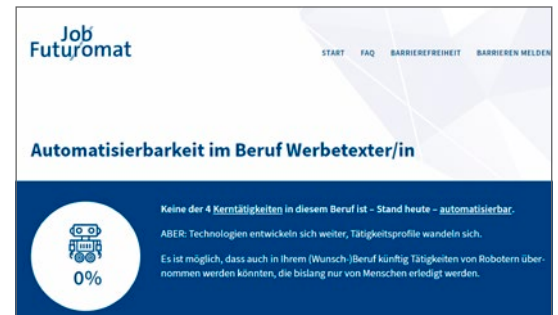 Job
Futuromat
START FAQ BARRIEREFREIHEIT BARRIEREN MELDEN
Automatisierbarkeit im Beruf Werbetexter/in
Keine der 4 Kerntätigkeiten in diesem Beruf ist – Stand heute – automatisierbar.
ABER: Technologien entwickeln sich weiter, Tätigkeitsprofile wandeln sich.
Es ist möglich, dass auch in Ihrem (Wunsch-)Beruf künftig Tätigkeiten von Robotern über-
nommen werden könnten, die bislang nur von Menschen erledigt werden.
0%